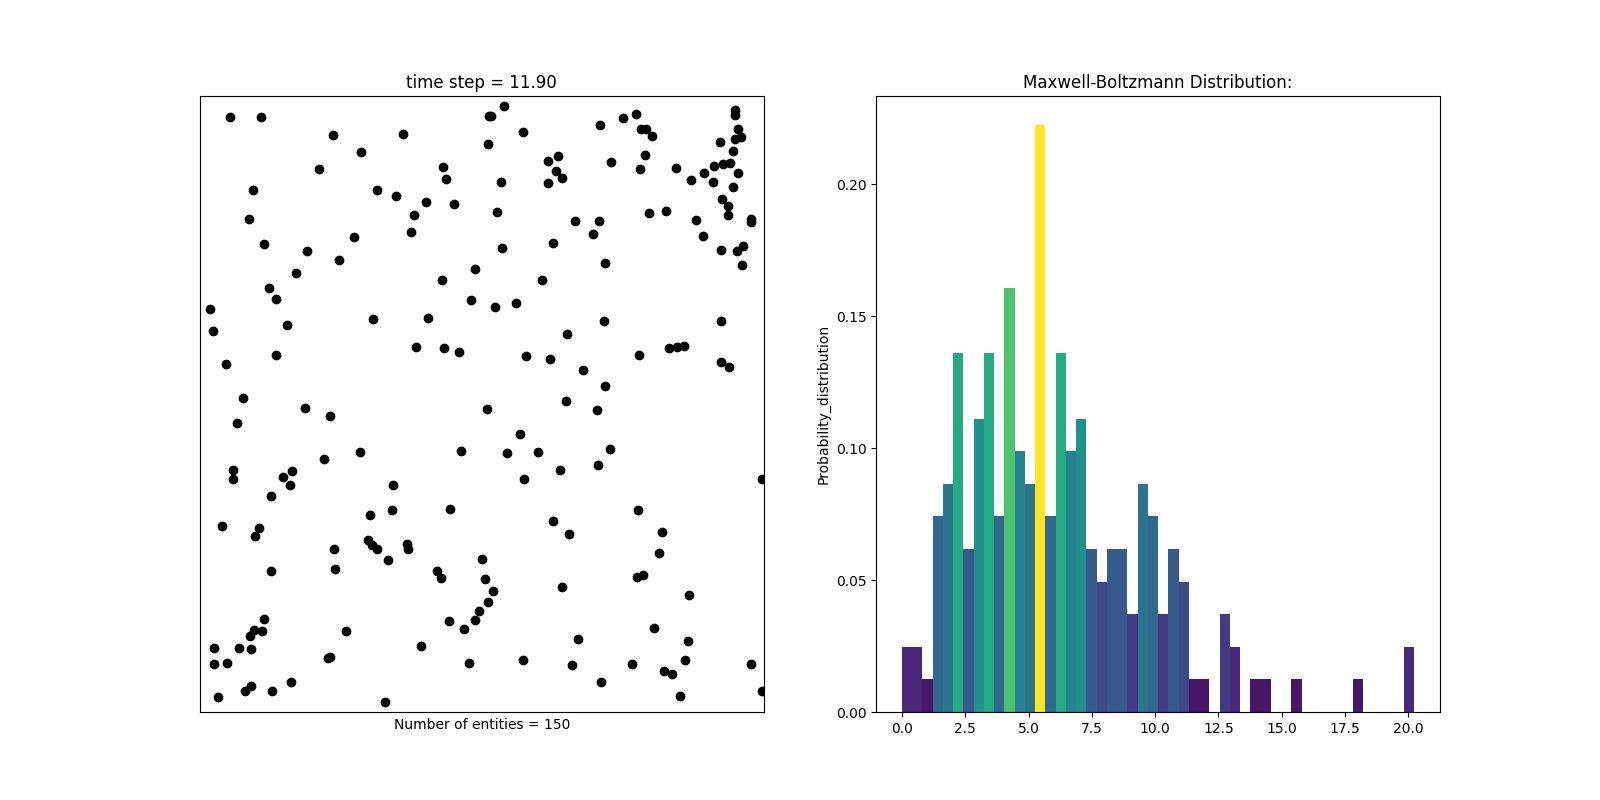 time step = 11.90
Number of entities = 150
Maxwell-Boltzmann Distribution:
Probability_distribution
0.20
0.15
0.10
0.05
0.00
0.0 2.5 5.0 7.5 10.0 12.5 15.0 17.5 20.0